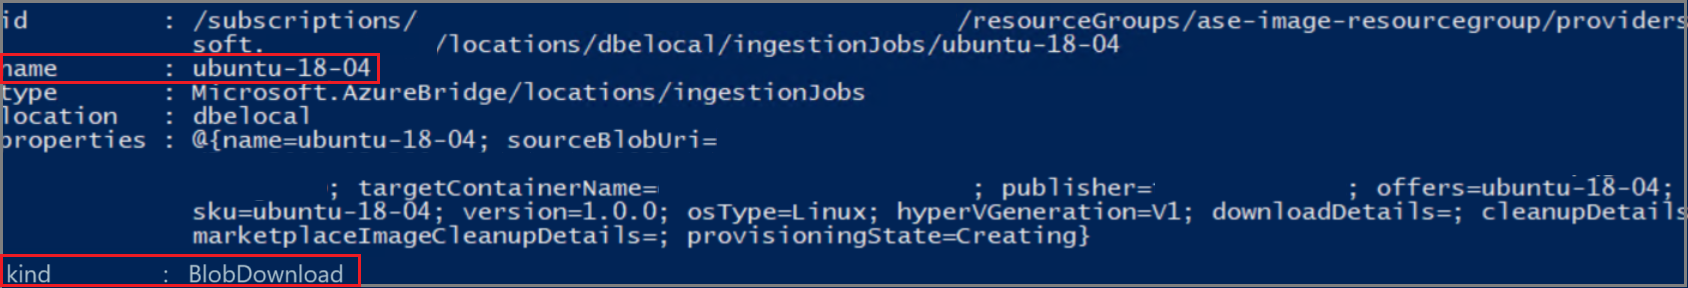 id : /subscriptions/ /resourceGroups/ase-image-resourcegroup/providers
soft. /locations/dbelocal/ingestionJobs/ubuntu-18-04
name : ubuntu-18-04
type : Microsoft.AzureBridge/locations/ingestionJobs
location : dbelocal
properties : @{name=ubuntu-18-04; sourceBlobUri=
; targetContainerName= ; publisher= ; offers=ubuntu-18-04;
sku=ubuntu-18-04; version=1.0.0; osType=Linux; hyperVGeneration=V1; downloadDetails=; cleanupDetails
marketplaceImageCleanupDetails=; provisioningState=Creating}
kind : BlobDownload